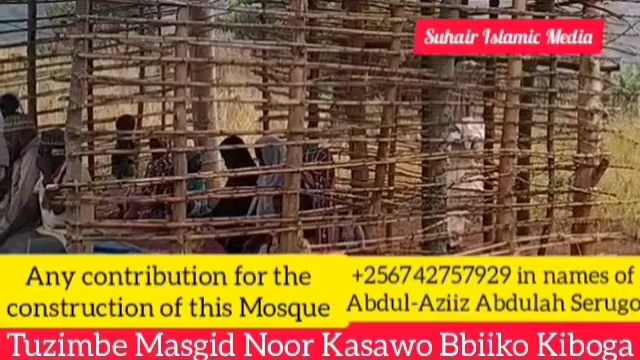 Suhair Islamic Media
Any contribution for the
construction of this Mosque
+256742757929 in names of
Abdul-Aziiz Abdulah Serugo
Tuzimbe Masgid Noor Kasawo Bbiiko Kiboga